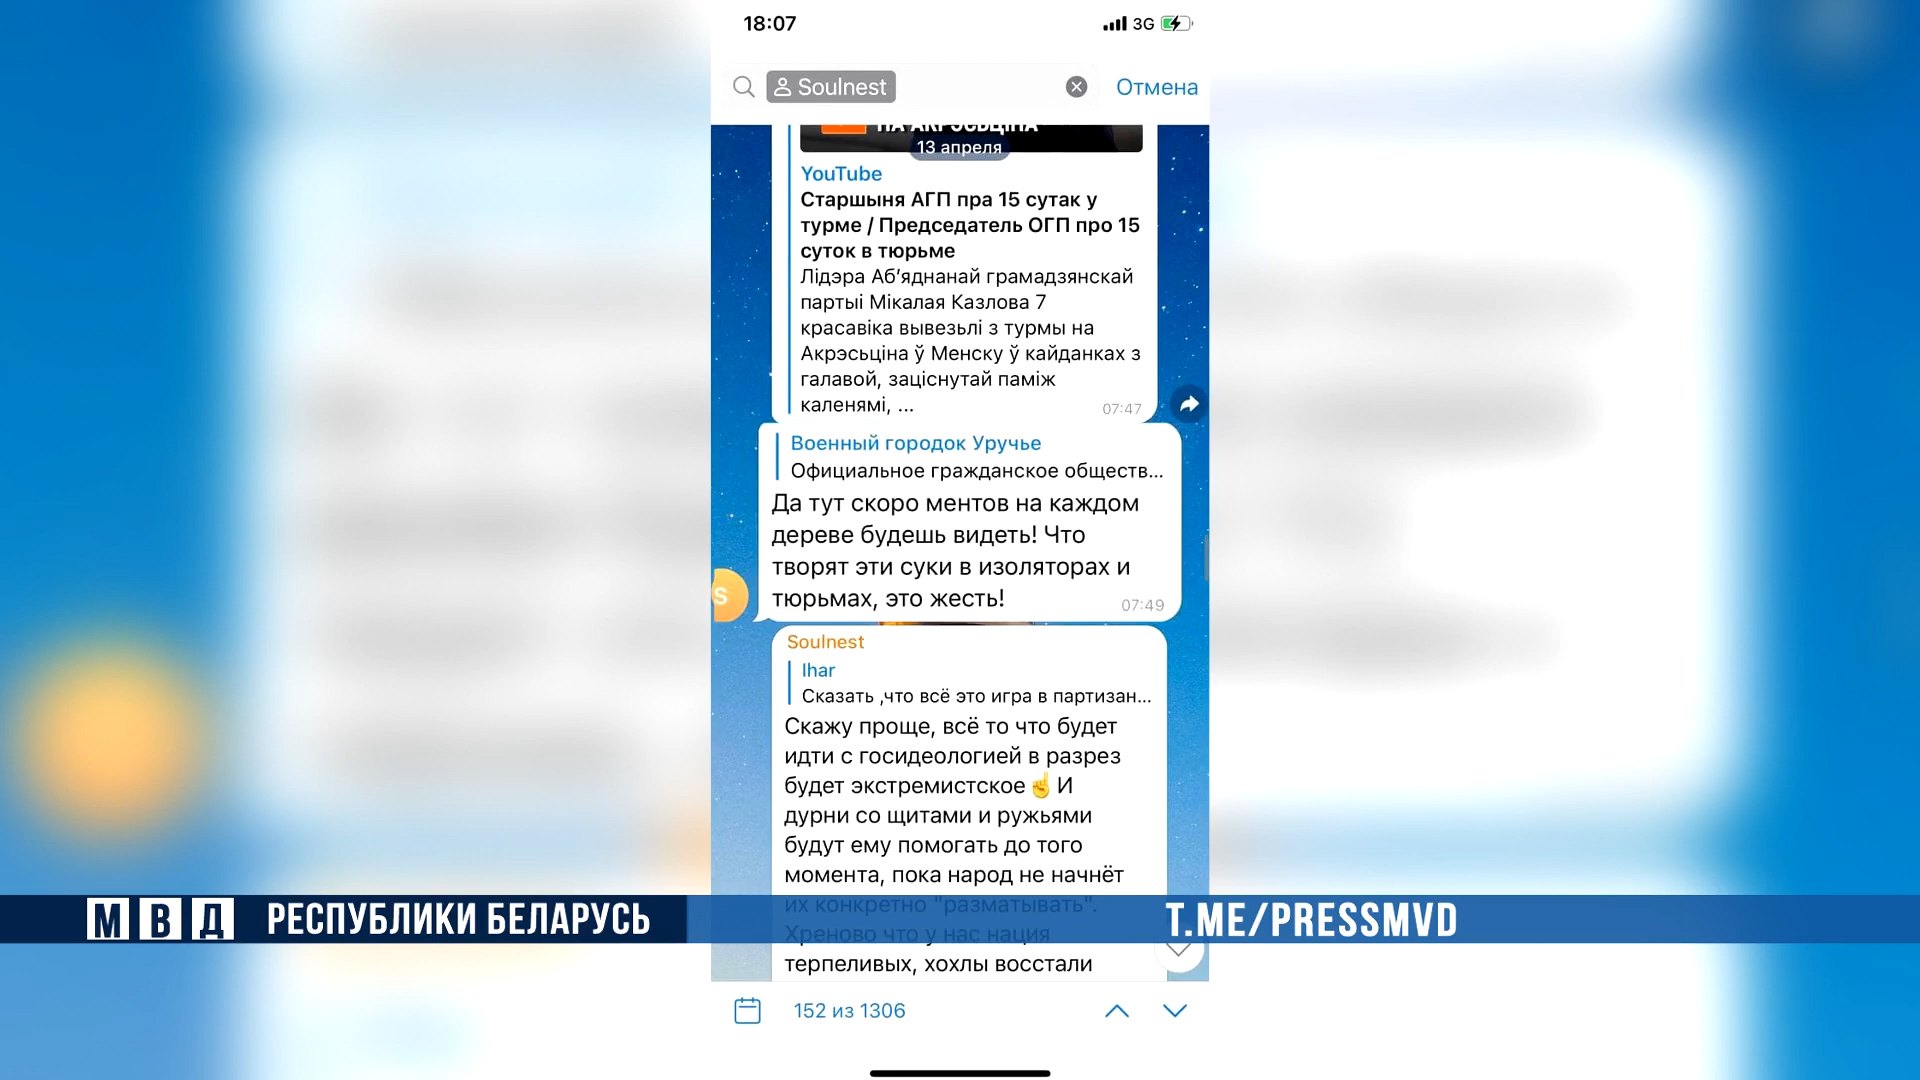 18:07
3G
Soulnest
Отмена
НА АКРЭСЬЦІНА
13 апреля
YouTube
Старшыня АГП пра 15 сутак у
турме / Председатель ОГП про 15
суток в тюрьме
Лідэра Аб’яднанай грамадзянскай
партыі Мікалая Казлова 7
красавіка вывезьлі з турмы на
Акрэсьціна ў Менску ў кайданках з
галавой, заціснутай паміж
каленямі, ...
07:47
Военный городок Уручье
Официальное гражданское обществ...
Да тут скоро ментов на каждом
дереве будешь видеть! Что
творят эти суки в изоляторах и
тюрьмах, это жесть!
07:49
S
Soulnest
Ihar
Сказать ,что всё это игра в партизан...
Скажу проще, всё то что будет
идти с госидеологией в разрез
будет экстремистское☝️И
дурни со щитами и ружьями
будут ему помогать до того
момента, пока народ не начнёт
их конкретно "разматывать".
Хреново что у нас нация
терпеливых, хохлы восстали
МВД РЕСПУБЛИКИ БЕЛАРУСЬ
T.ME/PRESSMVD
152 из 1306